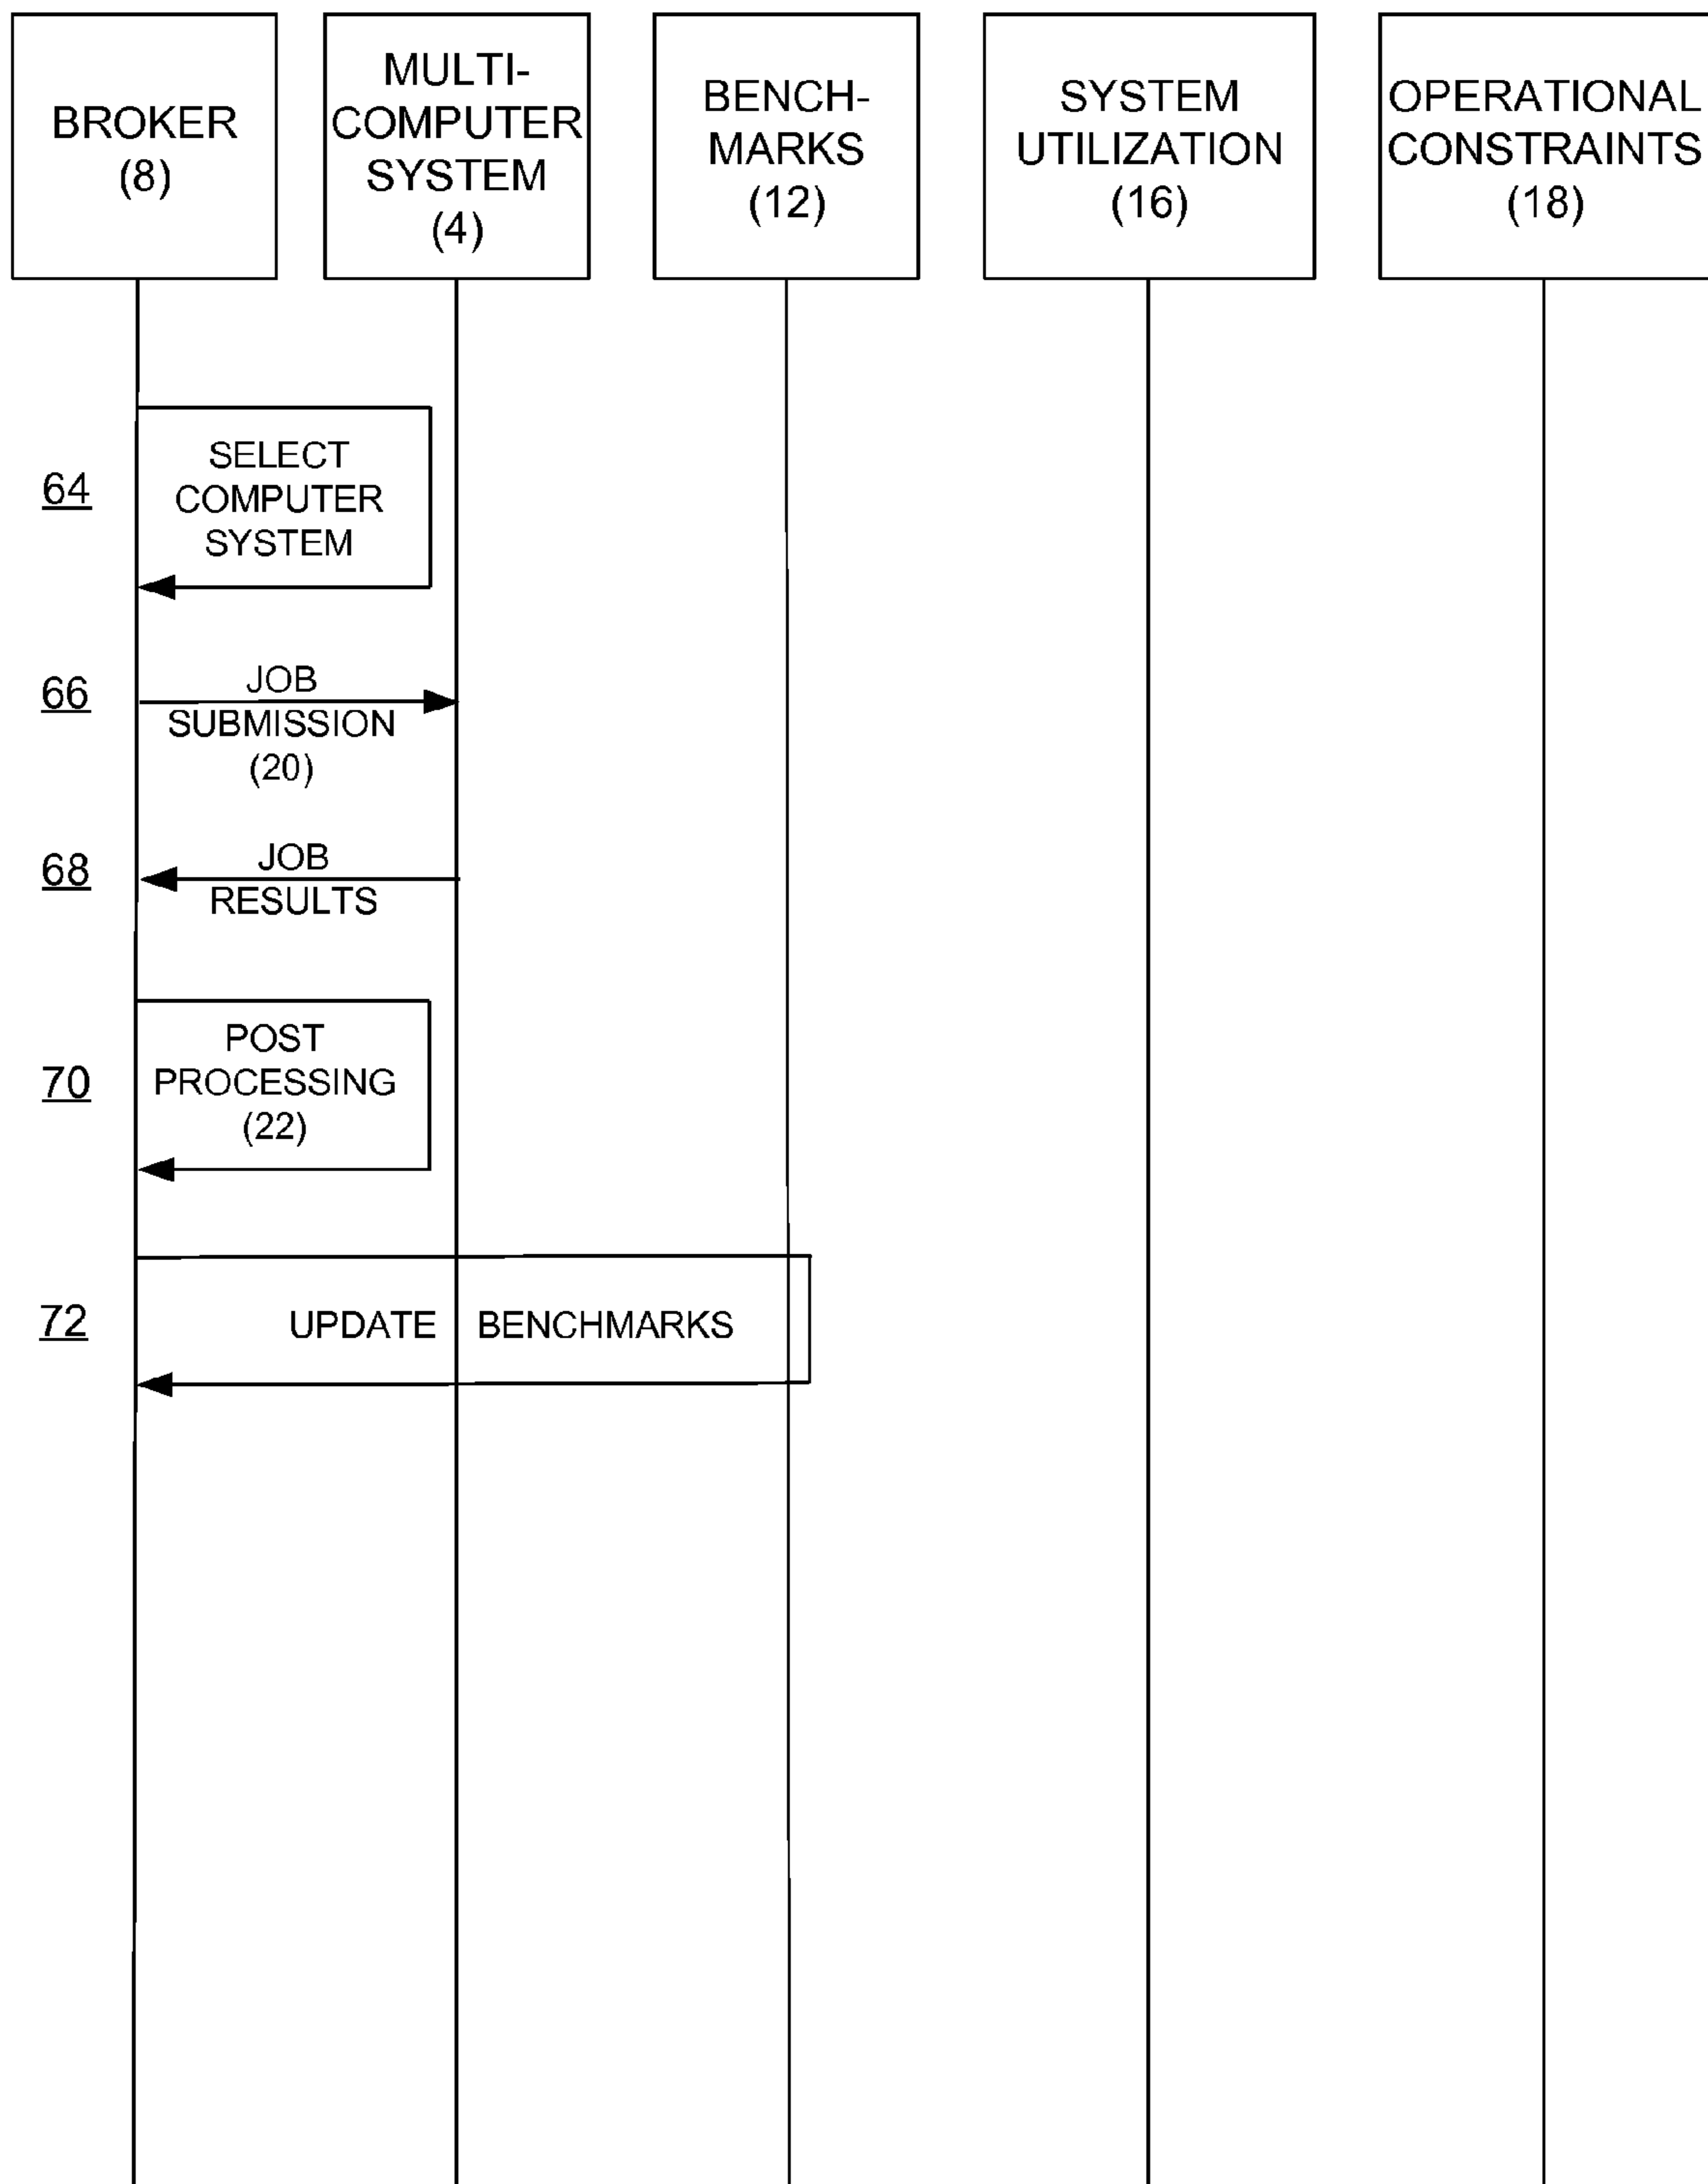 BROKER
(8)
MULTI-
COMPUTER
SYSTEM
(4)
BENCH-
MARKS
(12)
SYSTEM
UTILIZATION
(16)
OPERATIONAL
CONSTRAINTS
(18)
64
SELECT
COMPUTER
SYSTEM
66
JOB
SUBMISSION
(20)
68
JOB
RESULTS
70
POST
PROCESSING
(22)
72
UPDATE BENCHMARKS